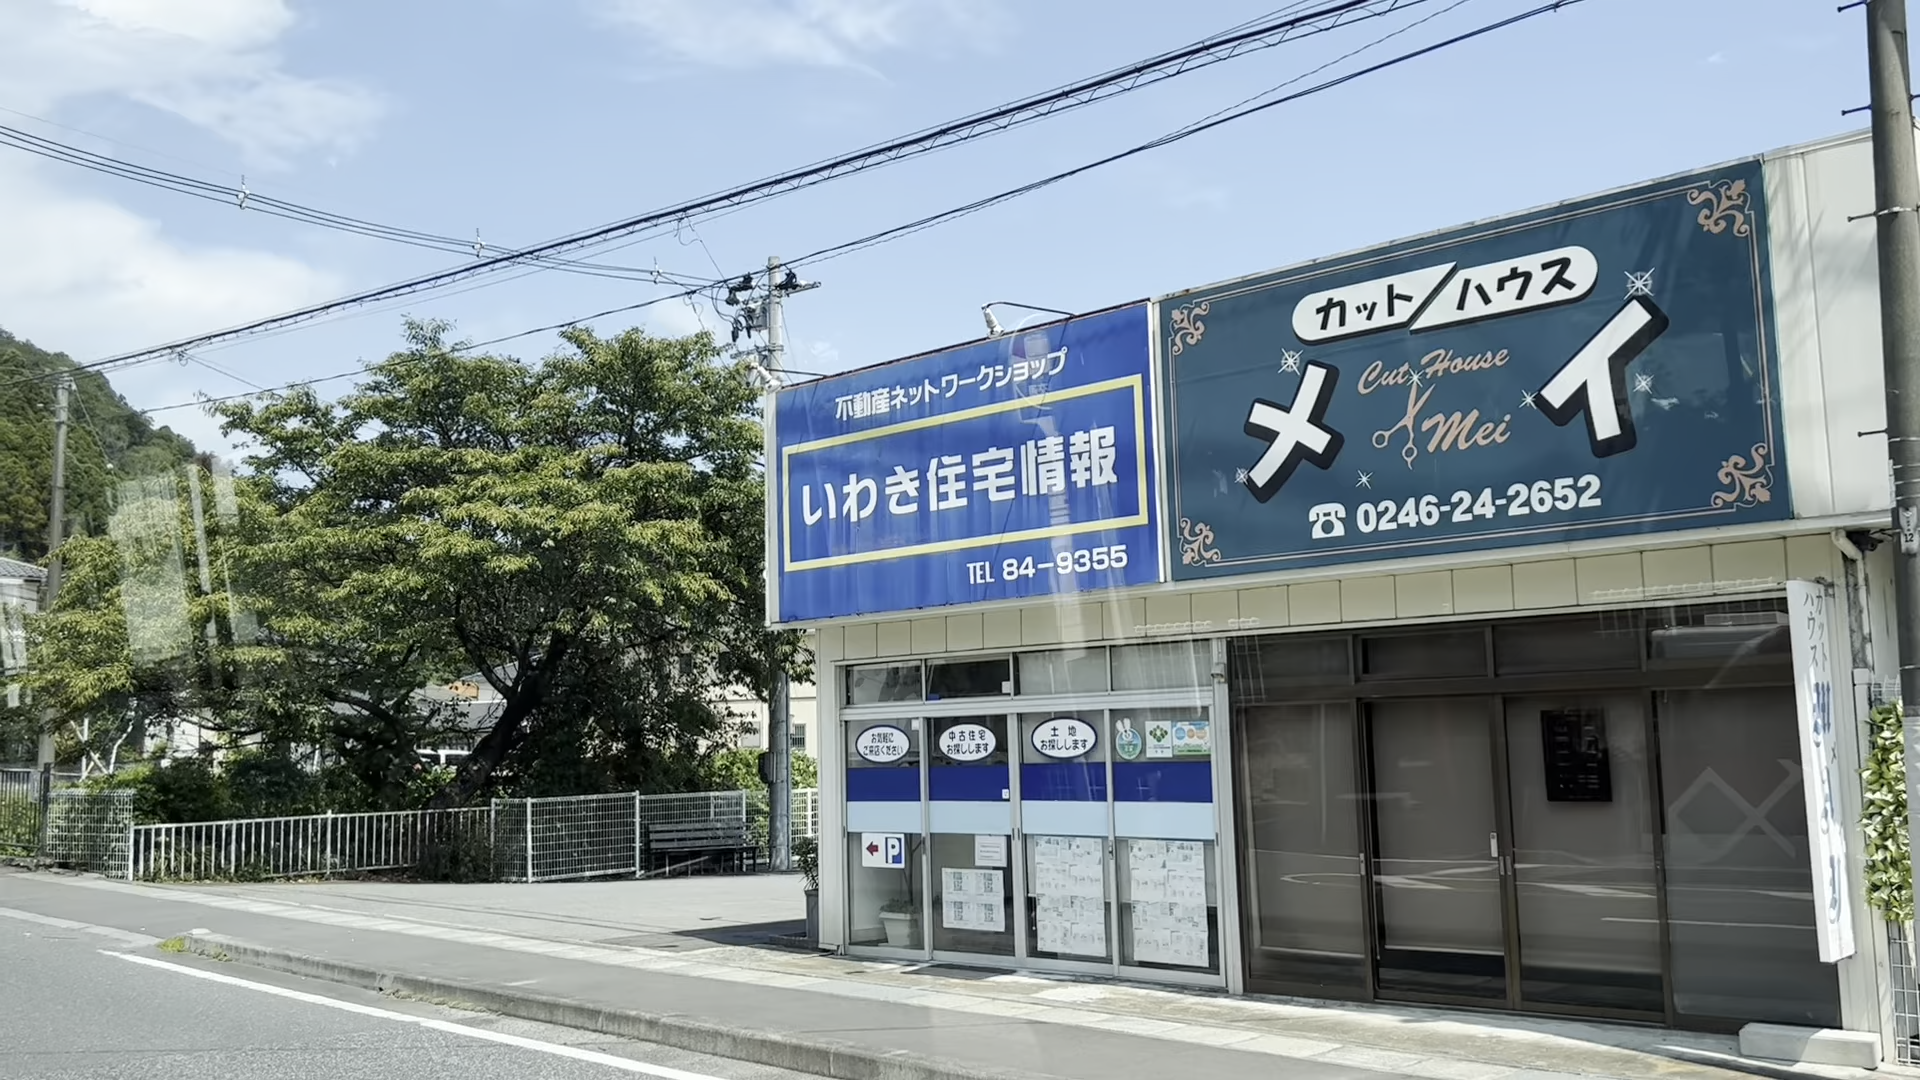 不動産ネットワークショップ
いわき住宅情報
TEL 84-9355
カット/ハウス
メイ
Cut House
Mei
☎ 0246-24-2652
お気軽に
ご来店ください
中古住宅
お探しします
土地
お探しします
P
カット
ハウス